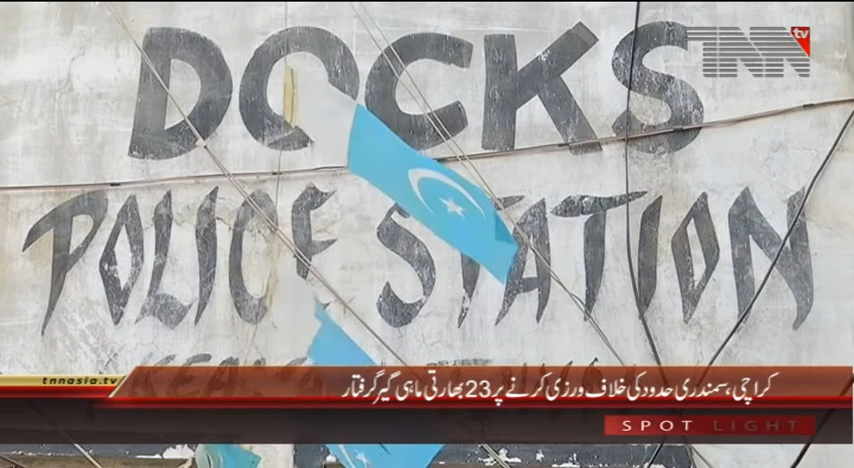 DOCKS
TNN tv
POLICE STATION
tnnasia.tv
کراچی، سمندری حدود کی خلاف ورزی کرنے پر 23 بھارتی ماہی گیر گرفتار
SPOT LIGHT